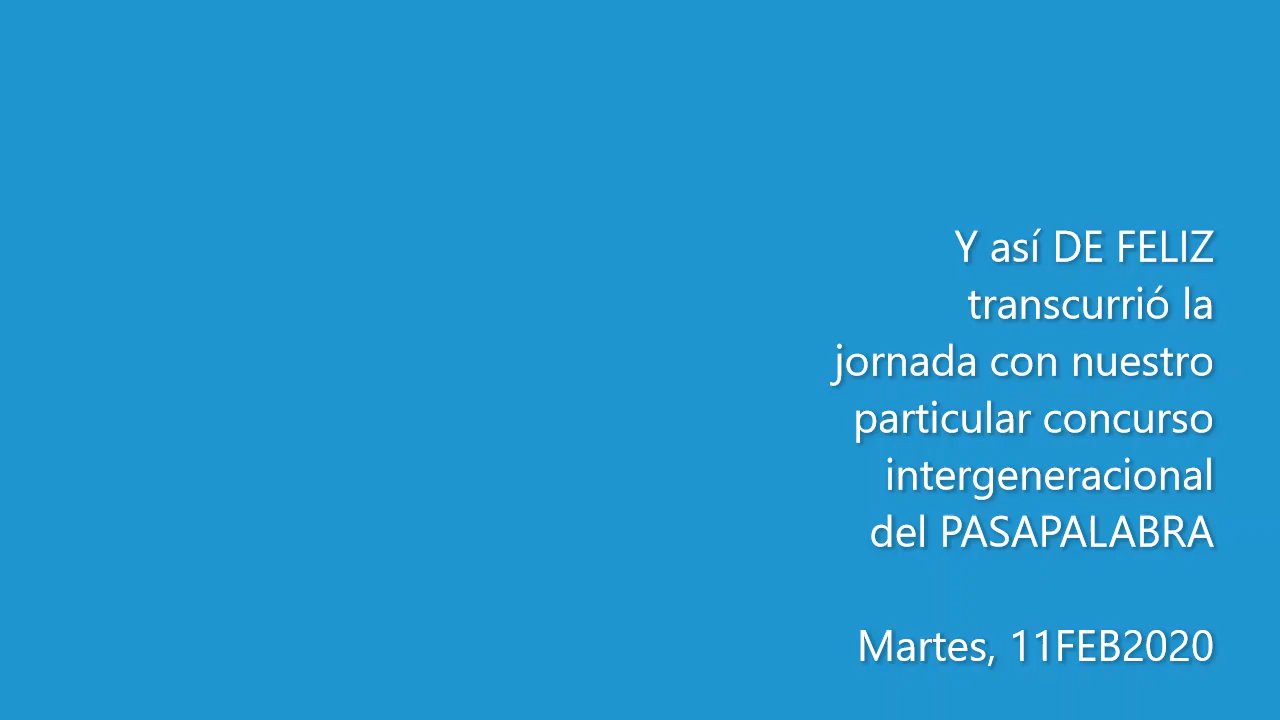 Y así DE FELIZ
transcurrió la
jornada con nuestro
particular concurso
intergeneracional
del PASAPALABRA
Martes, 11FEB2020